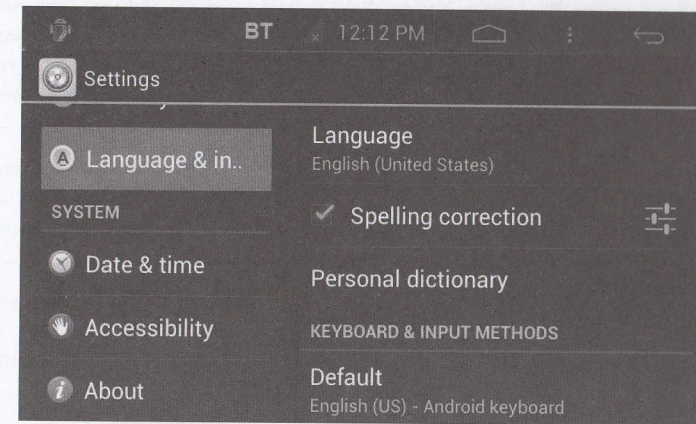 BT 12:12 PM
Settings
Language & in..
SYSTEM
Date & time
Accessibility
About
Language
English (United States)
Spelling correction
Personal dictionary
KEYBOARD & INPUT METHODS
Default
English (US) - Android keyboard